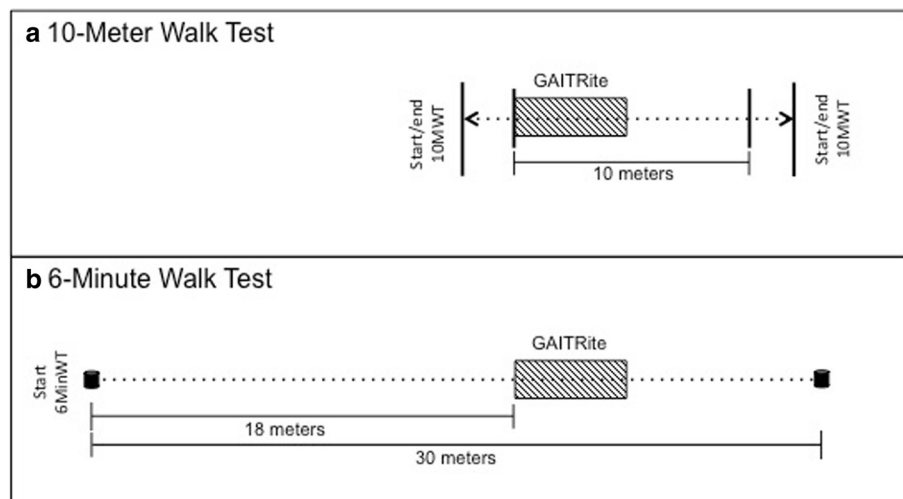 a 10-Meter Walk Test
GAITRite
Start/end
10MWT
Start/end
10MWT
10 meters
b 6-Minute Walk Test
GAITRite
Start
6MinWT
18 meters
30 meters